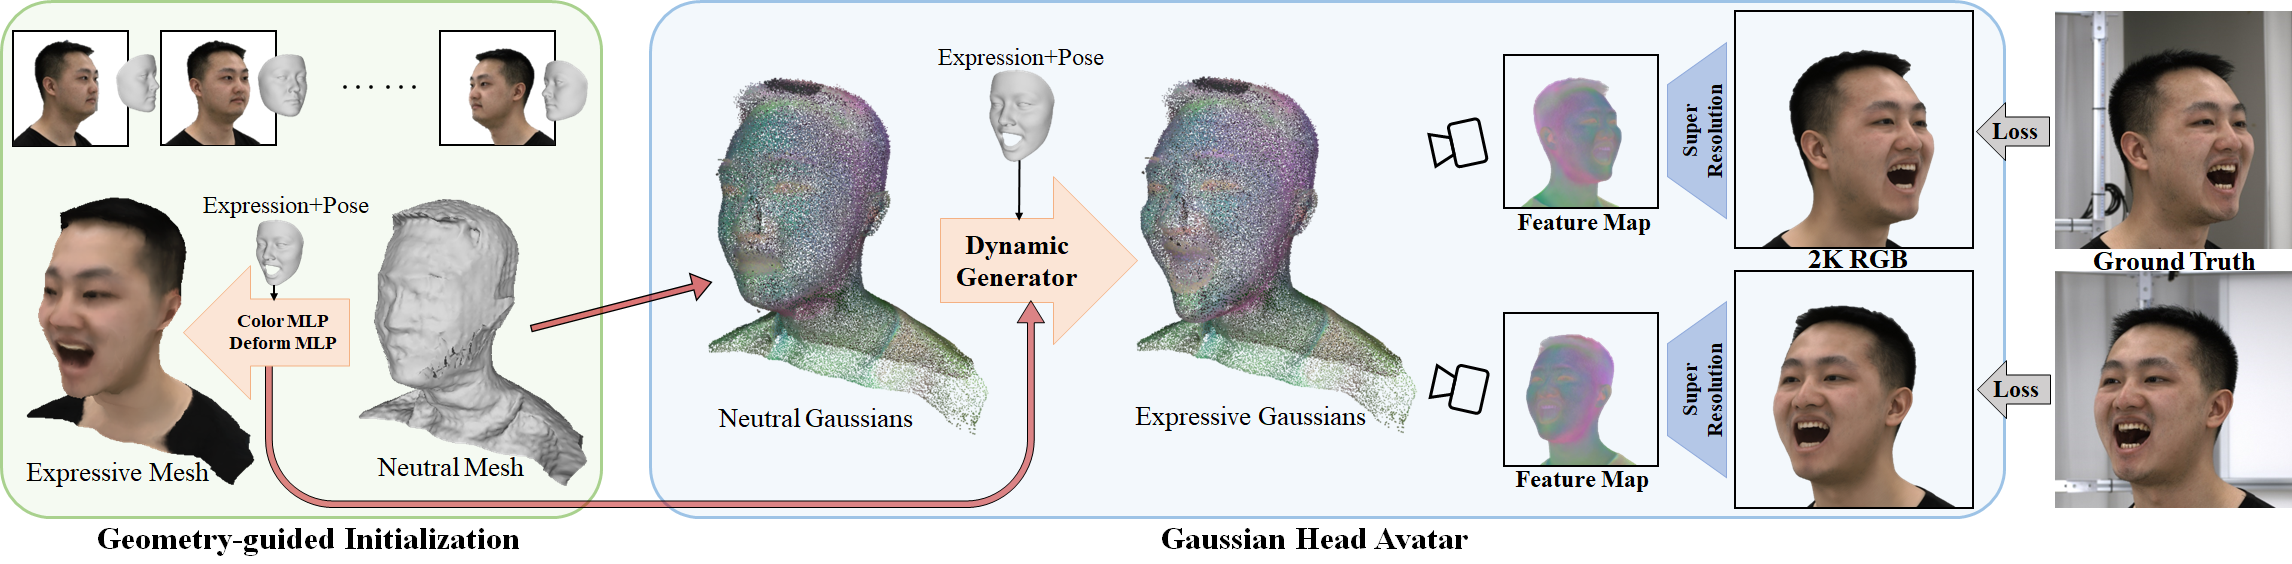 Expression+Pose
Color MLP
Deform MLP
Expressive Mesh
Neutral Mesh
Geometry-guided Initialization
Expression+Pose
Dynamic
Generator
Neutral Gaussians
Expressive Gaussians
Feature Map
Super
Resolution
2K RGB
Loss
Ground Truth
Feature Map
Super
Resolution
Loss
Gaussian Head Avatar